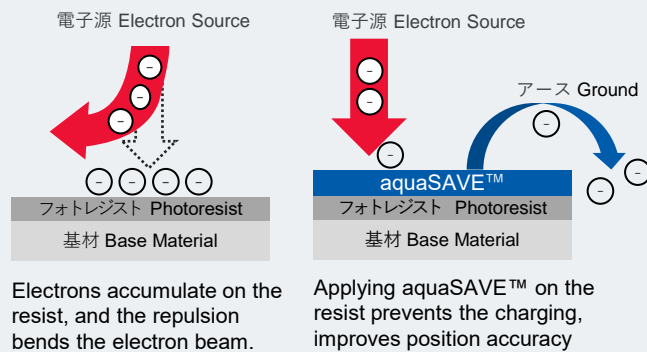 電子源 Electron Source
フォトレジスト Photoresist
基材 Base Material
Electrons accumulate on the
resist, and the repulsion
bends the electron beam.
電子源 Electron Source
アース Ground
aquaSAVE™
フォトレジスト Photoresist
基材 Base Material
Applying aquaSAVE™ on the
resist prevents the charging,
improves position accuracy